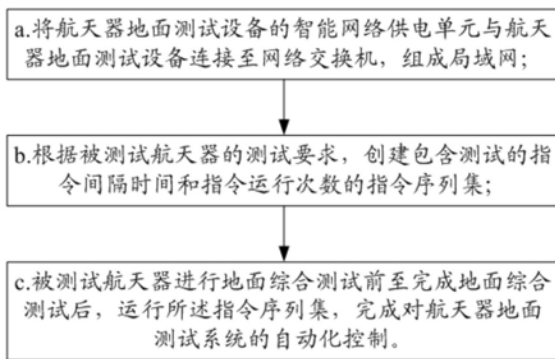 a.将航天器地面测试设备的智能网络供电单元与航天
器地面测试设备连接至网络交换机，组成局域网；
b.根据被测试航天器的测试要求，创建包含测试的指
令间隔时间和指令运行次数的指令序列集；
c.被测试航天器进行地面综合测试前至完成地面综合
测试后，运行所述指令序列集，完成对航天器地面
测试系统的自动化控制。